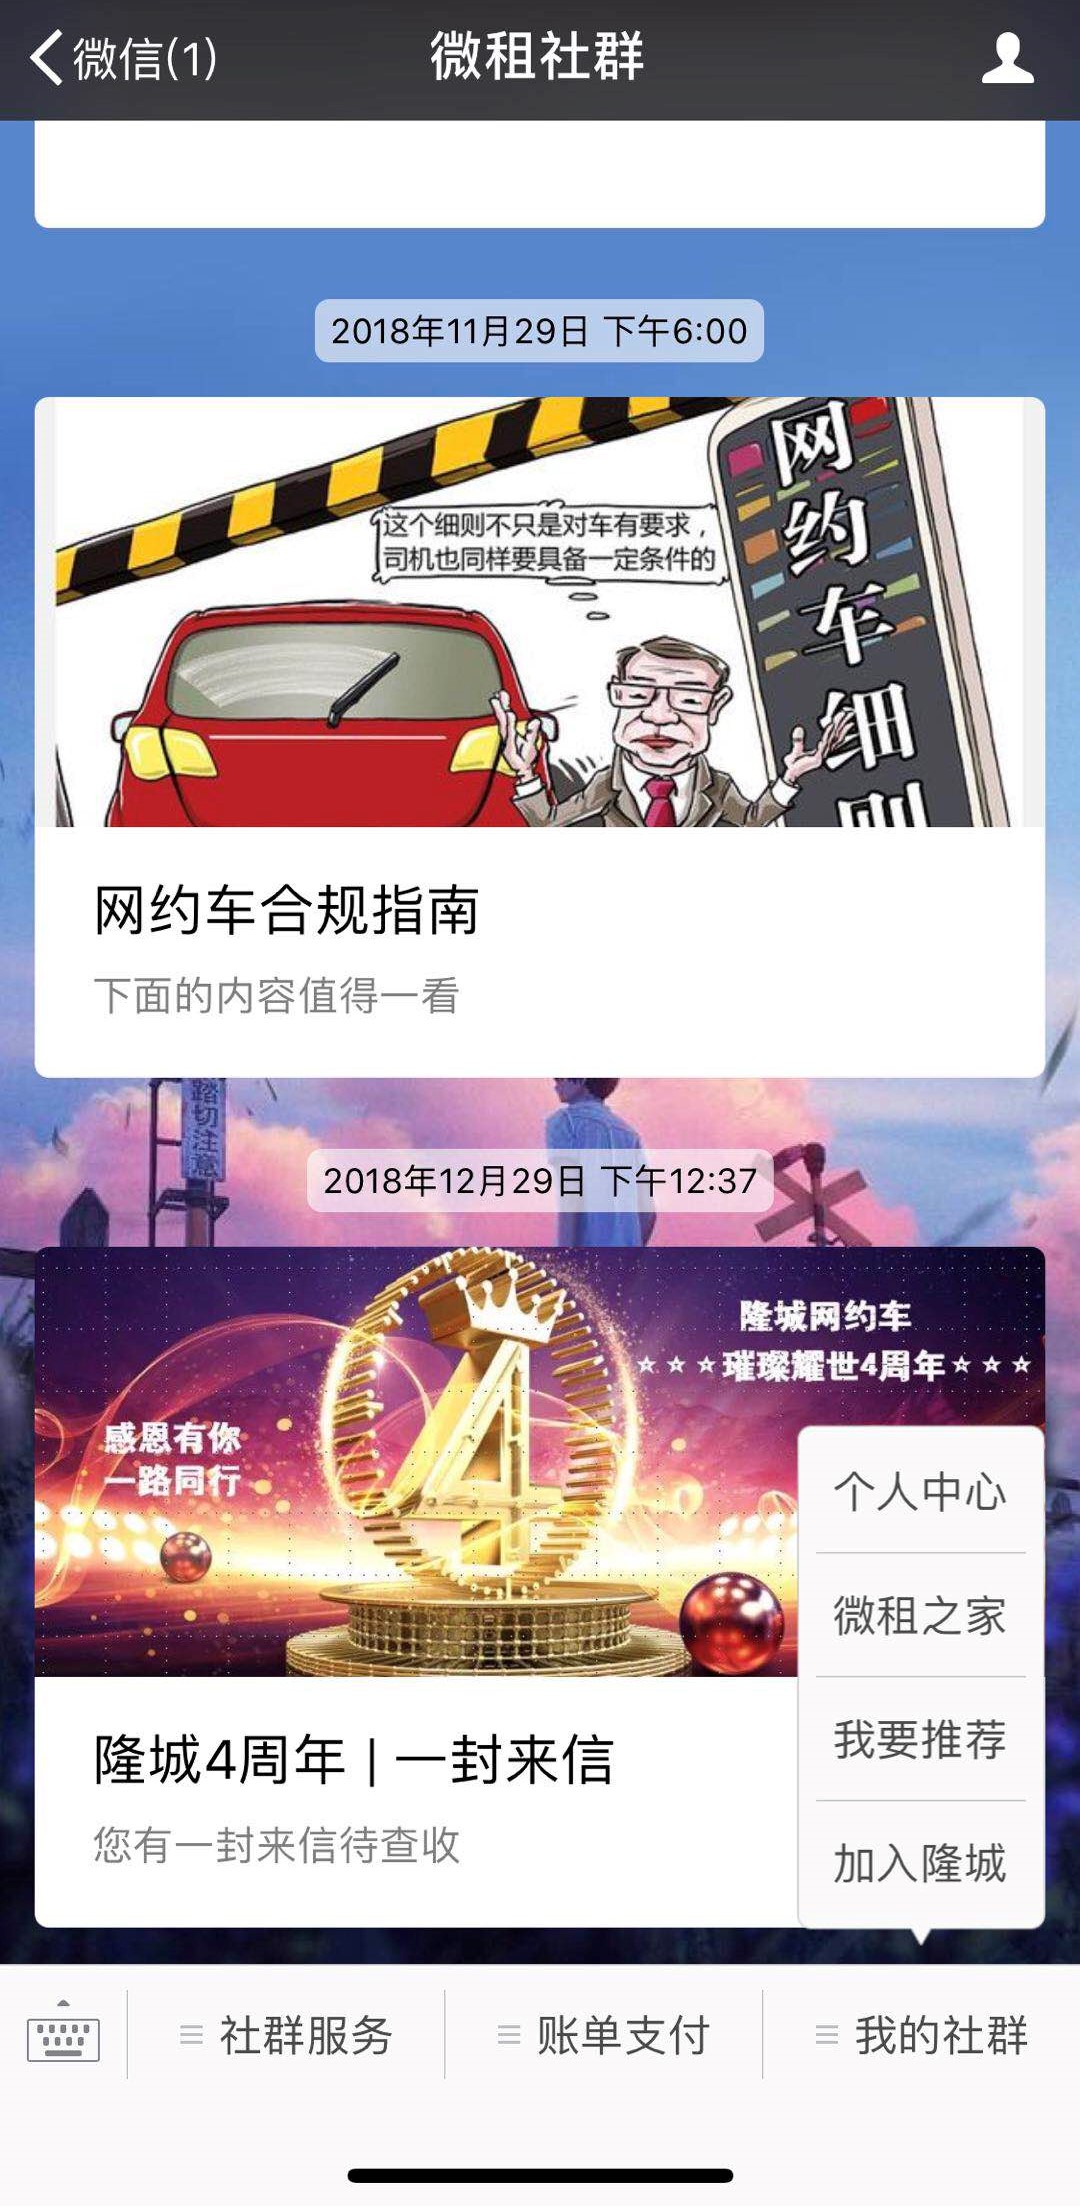 微信(1)
微租社群
2018年11月29日 下午6:00
这个细则不只是对车有要求，
司机也同样要具备一定条件的
网约车细则
网约车合规指南
下面的内容值得一看
踏切注意
2018年12月29日 下午12:37
隆城网约车
☆☆☆璀璨耀世4周年☆☆☆
感恩有你
一路同行
4
隆城4周年 | 一封来信
您有一封来信待查收
个人中心
微租之家
我要推荐
加入隆城
社群服务
账单支付
我的社群